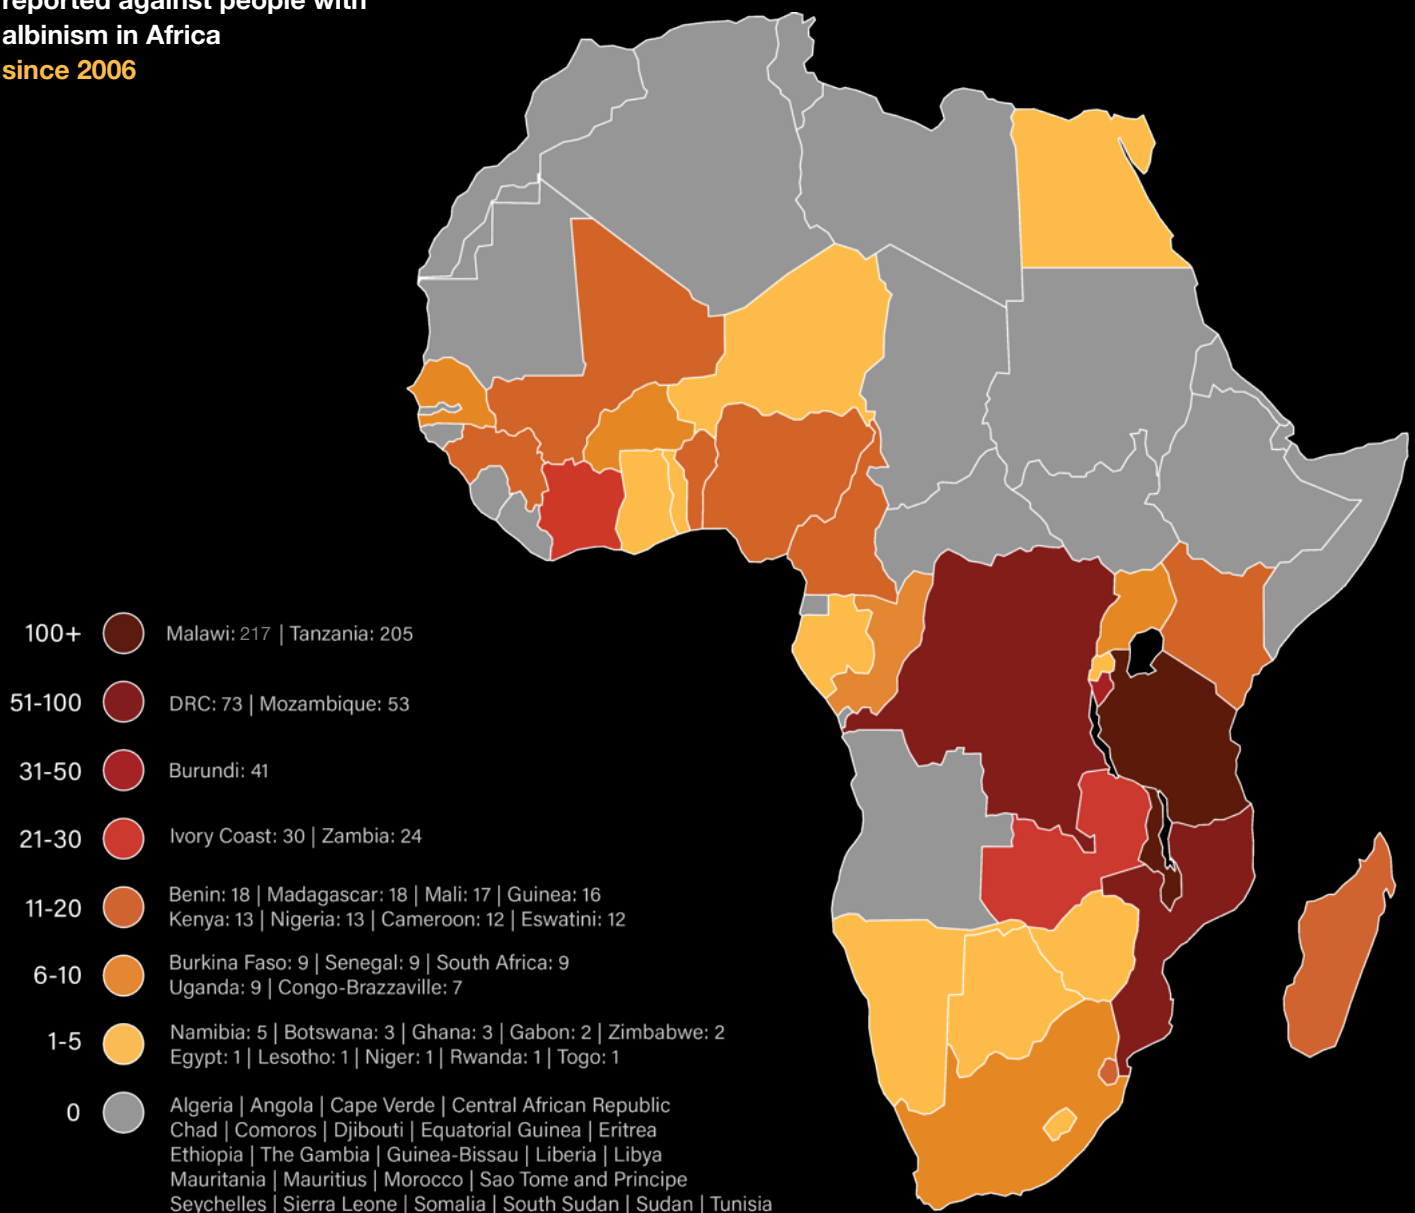 reported against people with
albinism in Africa
since 2006
100+
Malawi: 217 | Tanzania: 205
51-100
DRC: 73 | Mozambique: 53
31-50
Burundi: 41
21-30
Ivory Coast: 30 | Zambia: 24
11-20
Benin: 18 | Madagascar: 18 | Mali: 17 | Guinea: 16
Kenya: 13 | Nigeria: 13 | Cameroon: 12 | Eswatini: 12
6-10
Burkina Faso: 9 | Senegal: 9 | South Africa: 9
Uganda: 9 | Congo-Brazzaville: 7
1-5
Namibia: 5 | Botswana: 3 | Ghana: 3 | Gabon: 2 | Zimbabwe: 2
Egypt: 1 | Lesotho: 1 | Niger: 1 | Rwanda: 1 | Togo: 1
0
Algeria | Angola | Cape Verde | Central African Republic
Chad | Comoros | Djibouti | Equatorial Guinea | Eritrea
Ethiopia | The Gambia | Guinea-Bissau | Liberia | Libya
Mauritania | Mauritius | Morocco | Sao Tome and Principe
Seychelles | Sierra Leone | Somalia | South Sudan | Sudan | Tunisia